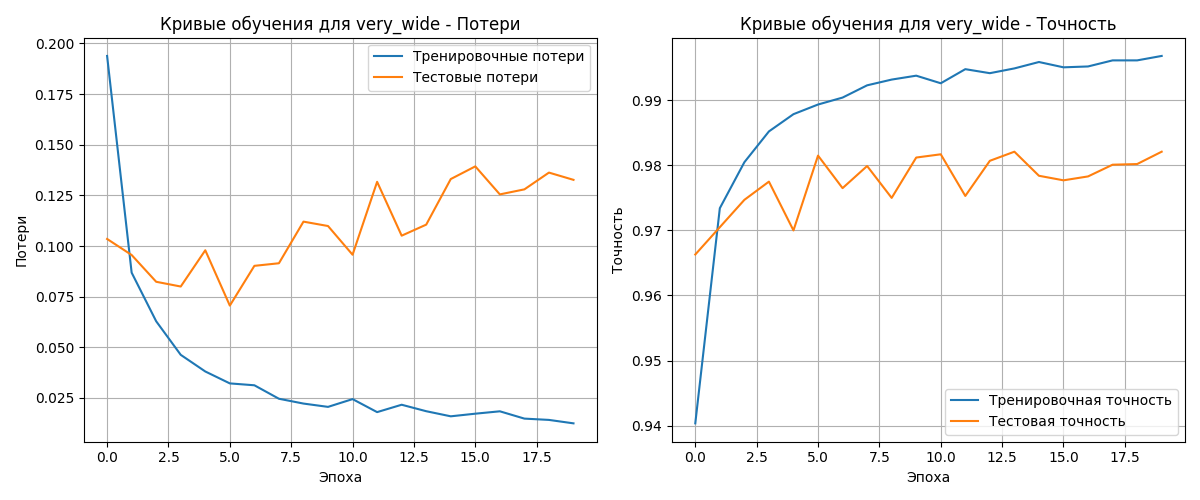 Кривые обучения для very_wide - Потери
0.200
0.175
0.150
0.125
0.100
0.075
0.050
0.025
Потери
Тренировочные потери
Тестовые потери
0.0 2.5 5.0 7.5 10.0 12.5 15.0 17.5
Эпоха
Кривые обучения для very_wide - Точность
0.99
0.98
0.97
0.96
0.95
0.94
Точность
Тренировочная точность
Тестовая точность
0.0 2.5 5.0 7.5 10.0 12.5 15.0 17.5
Эпоха